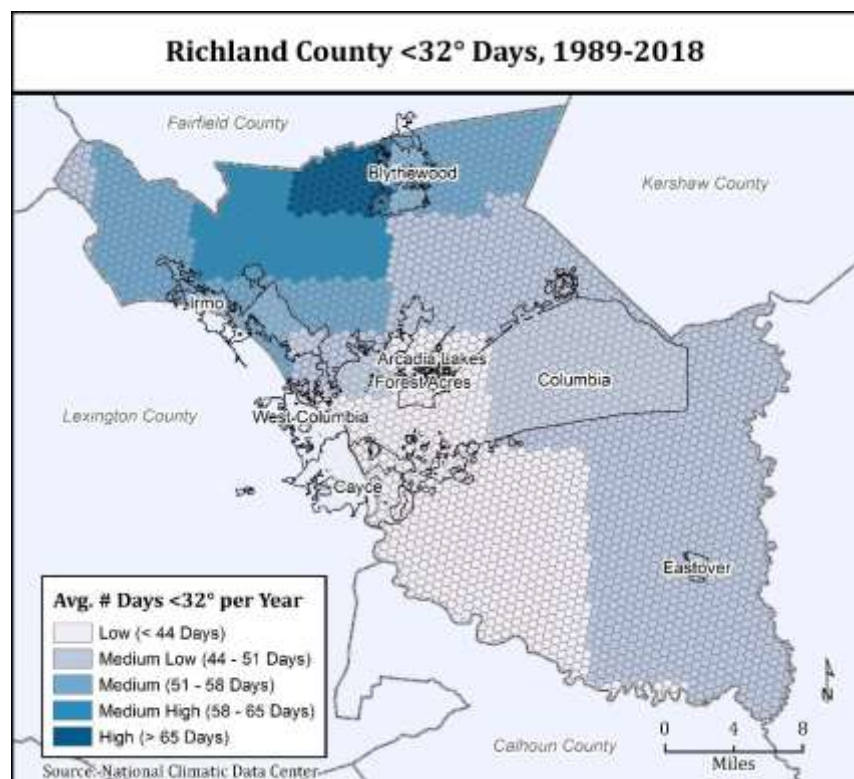 Richland County <32° Days, 1989-2018
Fairfield County
Blythewood
Kershaw County
Irmo
Arcadia Lakes
Forest Acres
Columbia
Lexington County
West Columbia
Cayce
Eastover
Avg. # Days <32° per Year
Low (< 44 Days)
Medium Low (44 - 51 Days)
Medium (51 - 58 Days)
Medium High (58 - 65 Days)
High (> 65 Days)
N
0 4 8
Miles
Calhoun County
Source: National Climatic Data Center